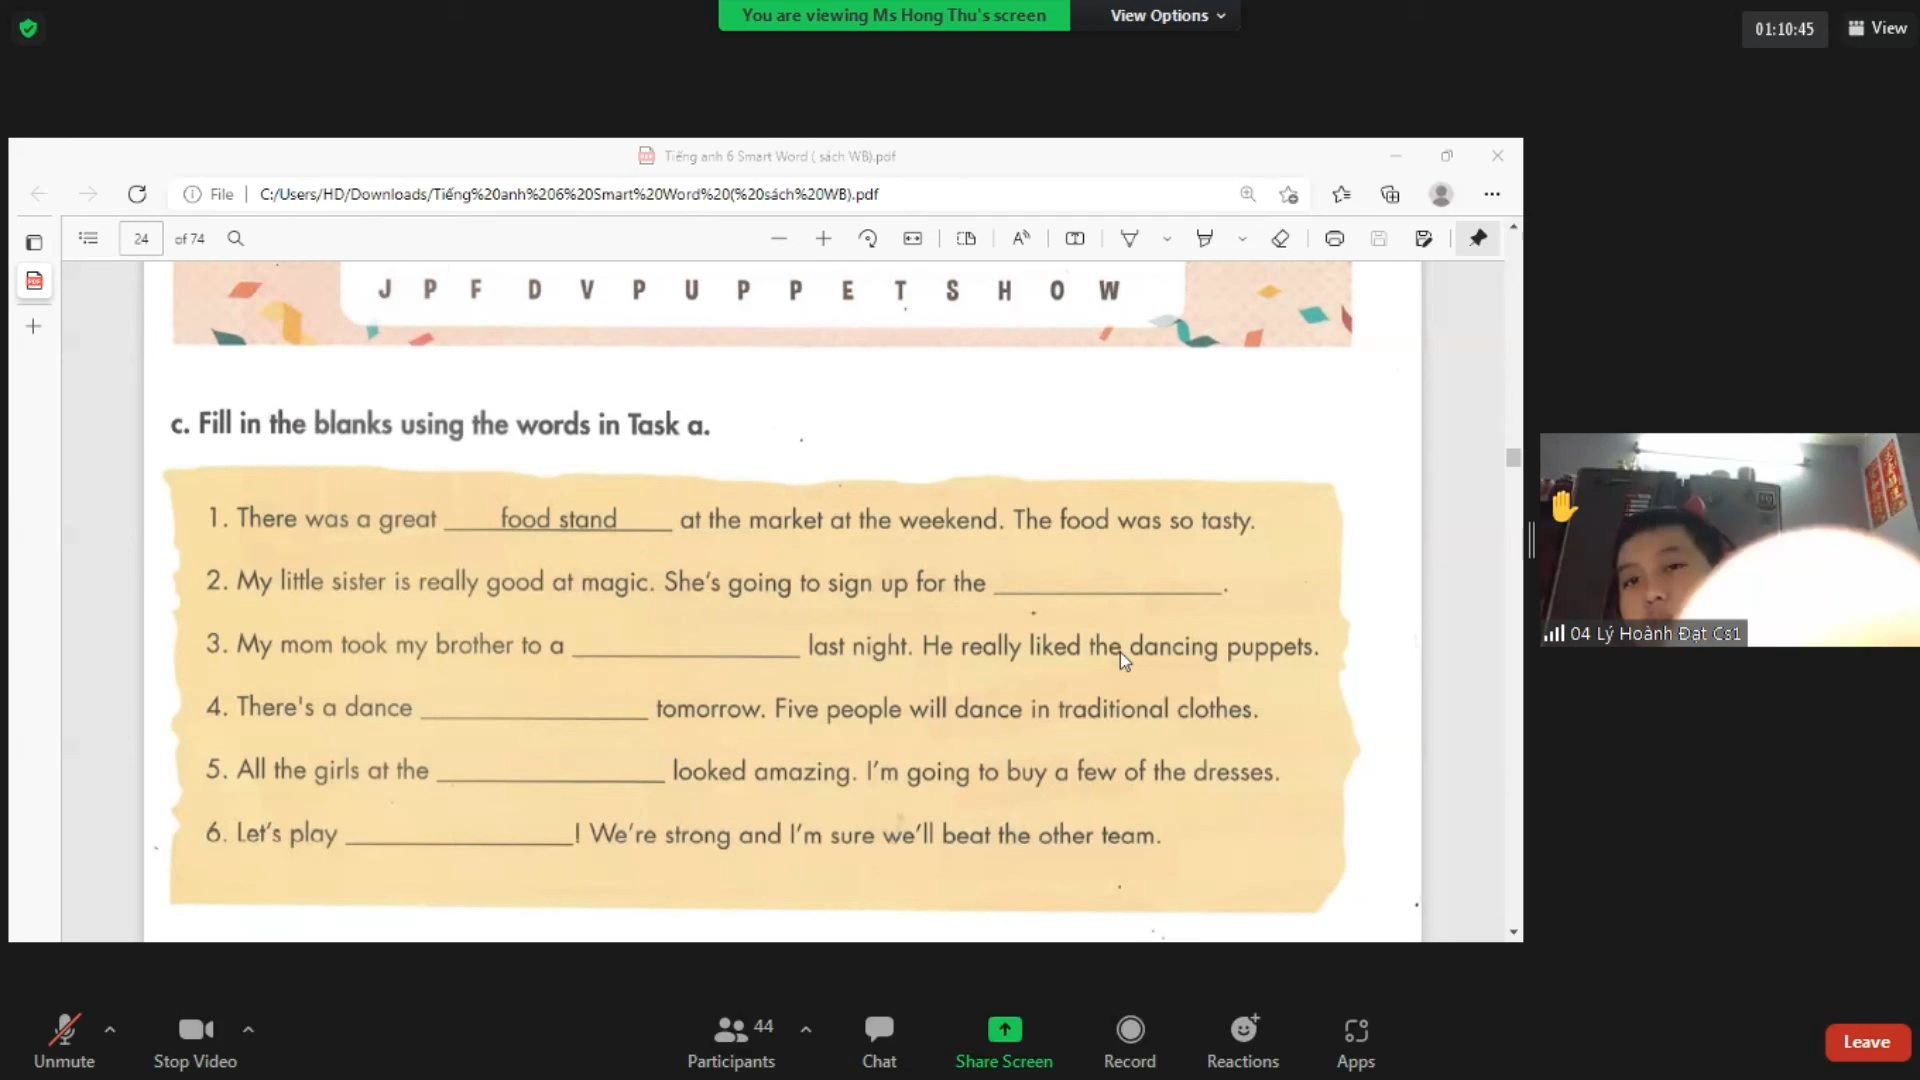 You are viewing Ms Hong Thu's screen View Options
01:10:45 View
Tiếng anh 6 Smart Word ( sách WB).pdf
File C:/Users/HD/Downloads/Tiếng%20anh%206%20Smart%20Word%20(%20sách%20WB).pdf
24 of 74
J P F D V P U P P E T S H O W
c. Fill in the blanks using the words in Task a.
1. There was a great food stand at the market at the weekend. The food was so tasty.
2. My little sister is really good at magic. She's going to sign up for the ____________.
3. My mom took my brother to a ____________ last night. He really liked the dancing puppets.
4. There's a dance ____________ tomorrow. Five people will dance in traditional clothes.
5. All the girls at the ____________ looked amazing. I'm going to buy a few of the dresses.
6. Let's play ____________! We're strong and I'm sure we'll beat the other team.
04 Lý Hoành Đạt Cs1
Unmute Stop Video Participants 44 Chat Share Screen Record Reactions Apps Leave